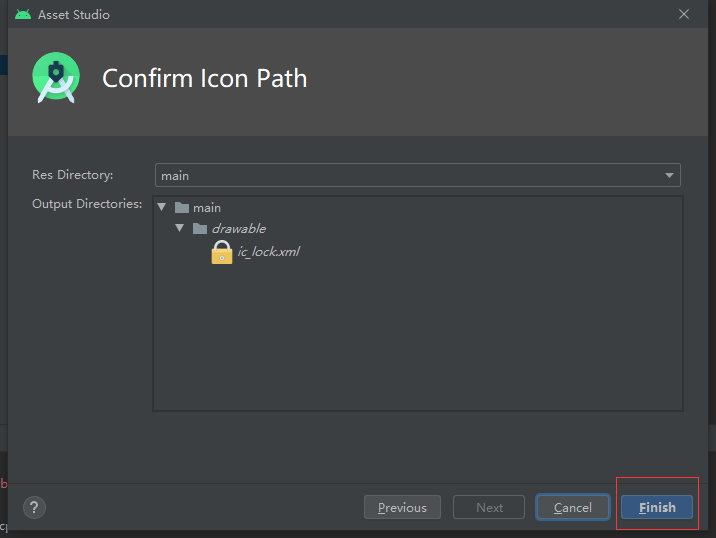 Asset Studio
Confirm Icon Path
Res Directory: main
Output Directories: main
drawable
ic_lock.xml
? Previous Next Cancel Finish